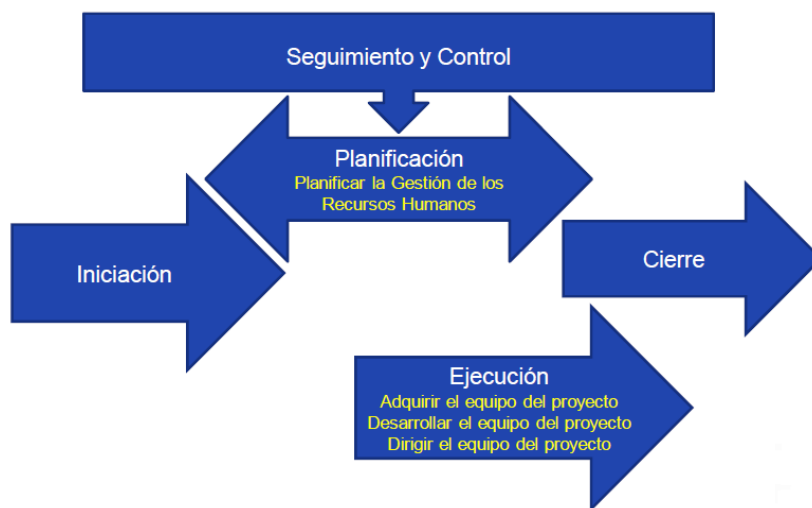 Seguimiento y Control
Planificación
Planificar la Gestión de los
Recursos Humanos
Iniciación
Cierre
Ejecución
Adquirir el equipo del proyecto
Desarrollar el equipo del proyecto
Dirigir el equipo del proyecto